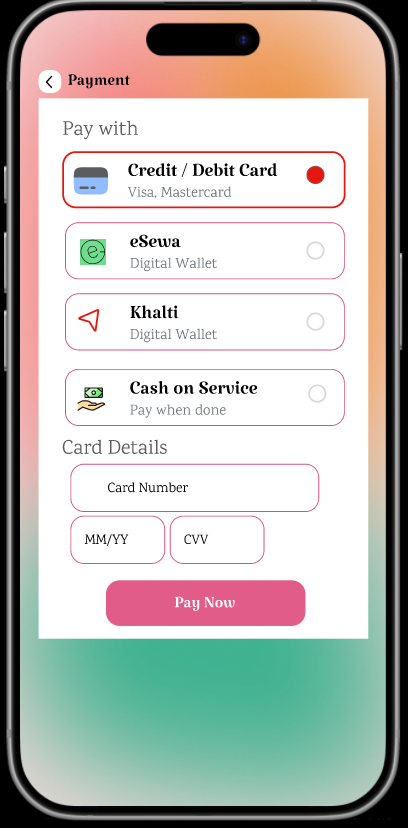 Payment
Pay with
Credit / Debit Card
Visa, Mastercard
eSewa
Digital Wallet
Khalti
Digital Wallet
Cash on Service
Pay when done
Card Details
Card Number
MM/YY CVV
Pay Now